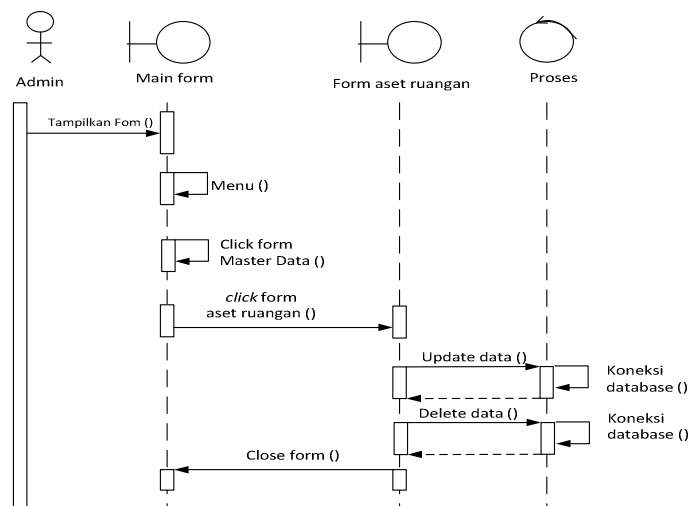 Admin
Main form
Form aset ruangan
Proses
Tampilkan Fom ()
Menu ()
Click form
Master Data ()
click form
aset ruangan ()
Update data ()
Koneksi
database ()
Delete data ()
Koneksi
database ()
Close form ()